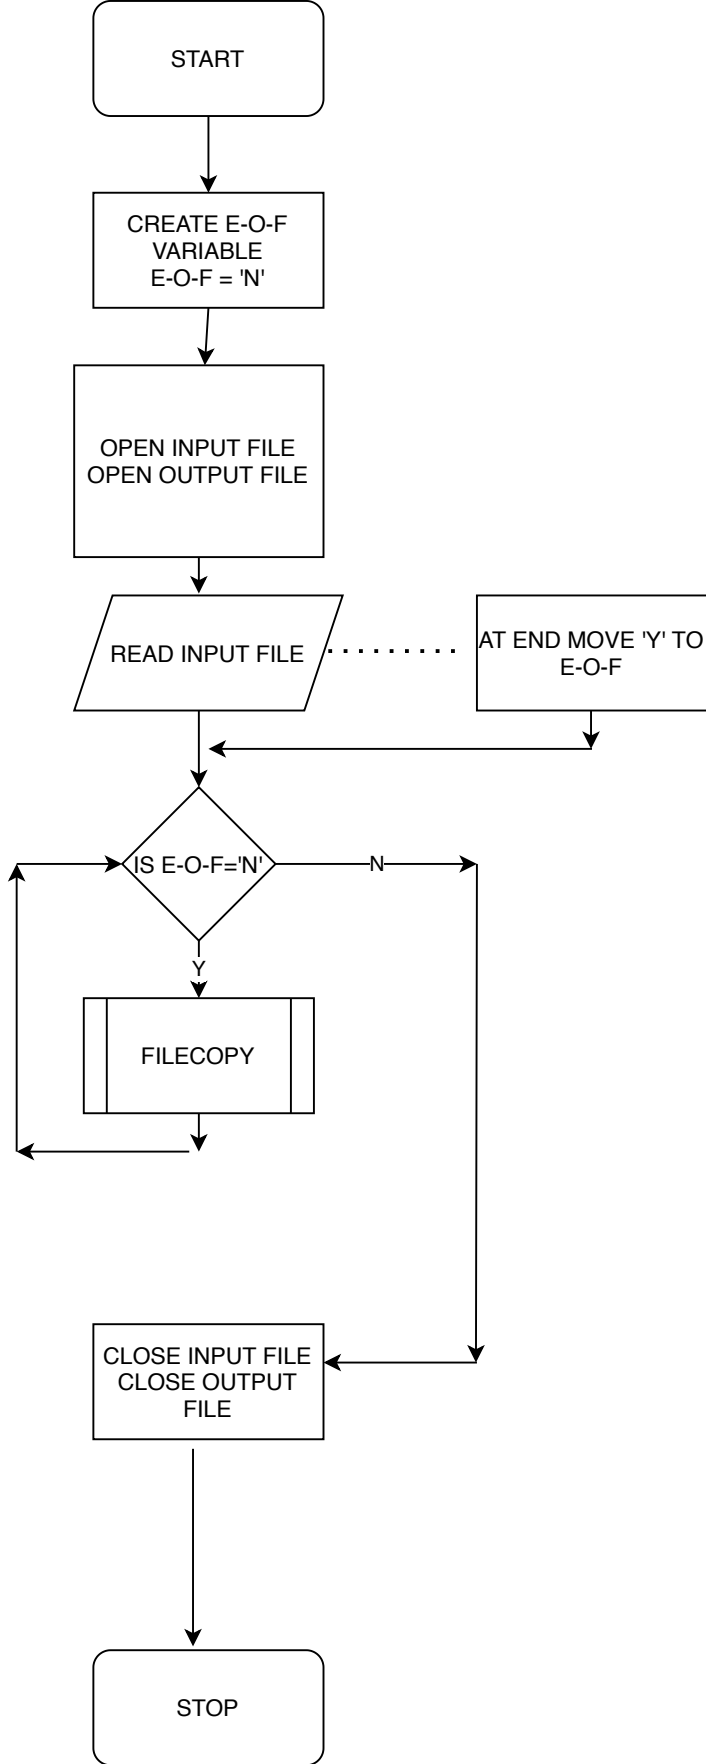 START
CREATE E-O-F
VARIABLE
E-O-F = 'N'
OPEN INPUT FILE
OPEN OUTPUT FILE
READ INPUT FILE
AT END MOVE 'Y' TO
E-O-F
IS E-O-F='N'
N
Y
FILECOPY
CLOSE INPUT FILE
CLOSE OUTPUT
FILE
STOP